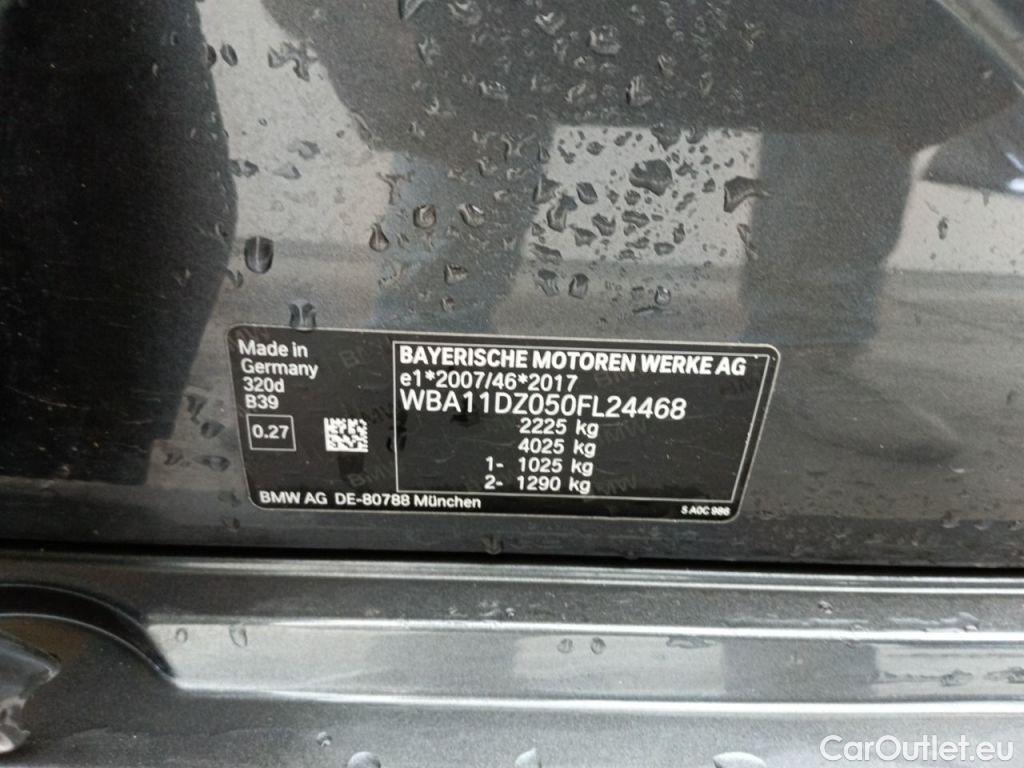 Made in
Germany
320d
B39
0.27
BAYERISCHE MOTOREN WERKE AG
e1*2007/46*2017
WBA11DZ050FL24468
2225 kg
4025 kg
1- 1025 kg
2- 1290 kg
BMW AG DE-80788 München
5 A0C 986
CarOutlet.eu